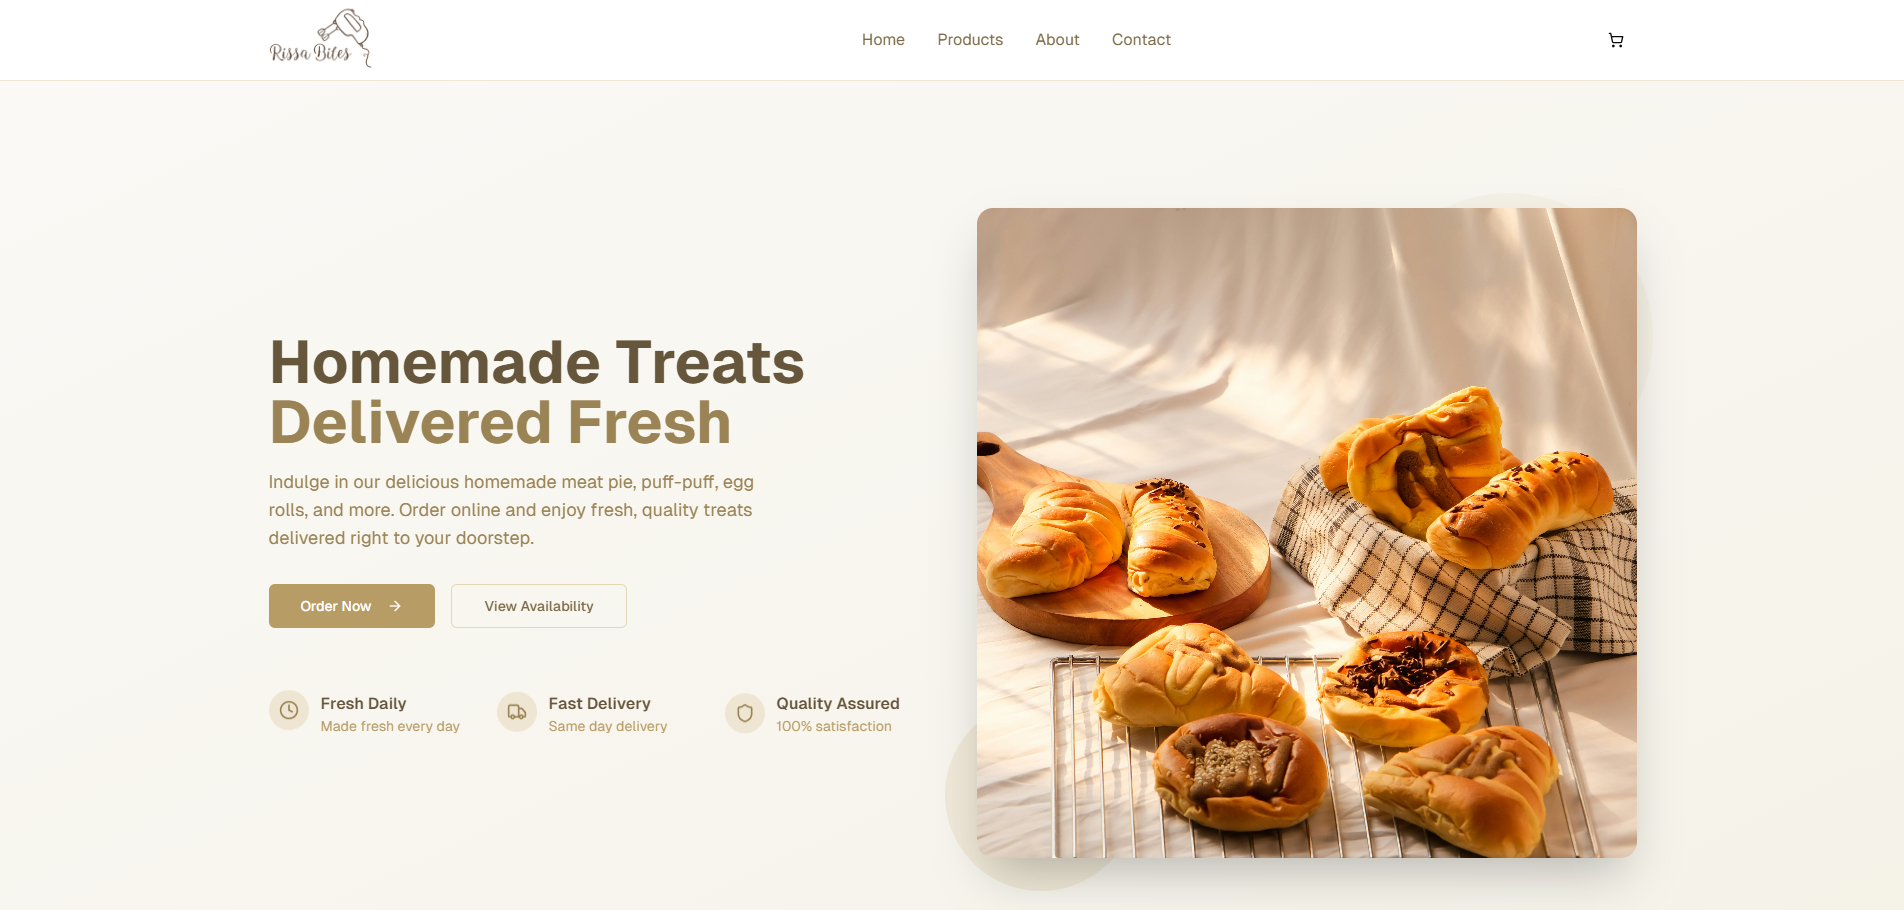 Rissa Bites
Home
Products
About
Contact
Homemade Treats
Delivered Fresh
Indulge in our delicious homemade meat pie, puff-puff, egg
rolls, and more. Order online and enjoy fresh, quality treats
delivered right to your doorstep.
Order Now
View Availability
Fresh Daily
Made fresh every day
Fast Delivery
Same day delivery
Quality Assured
100% satisfaction